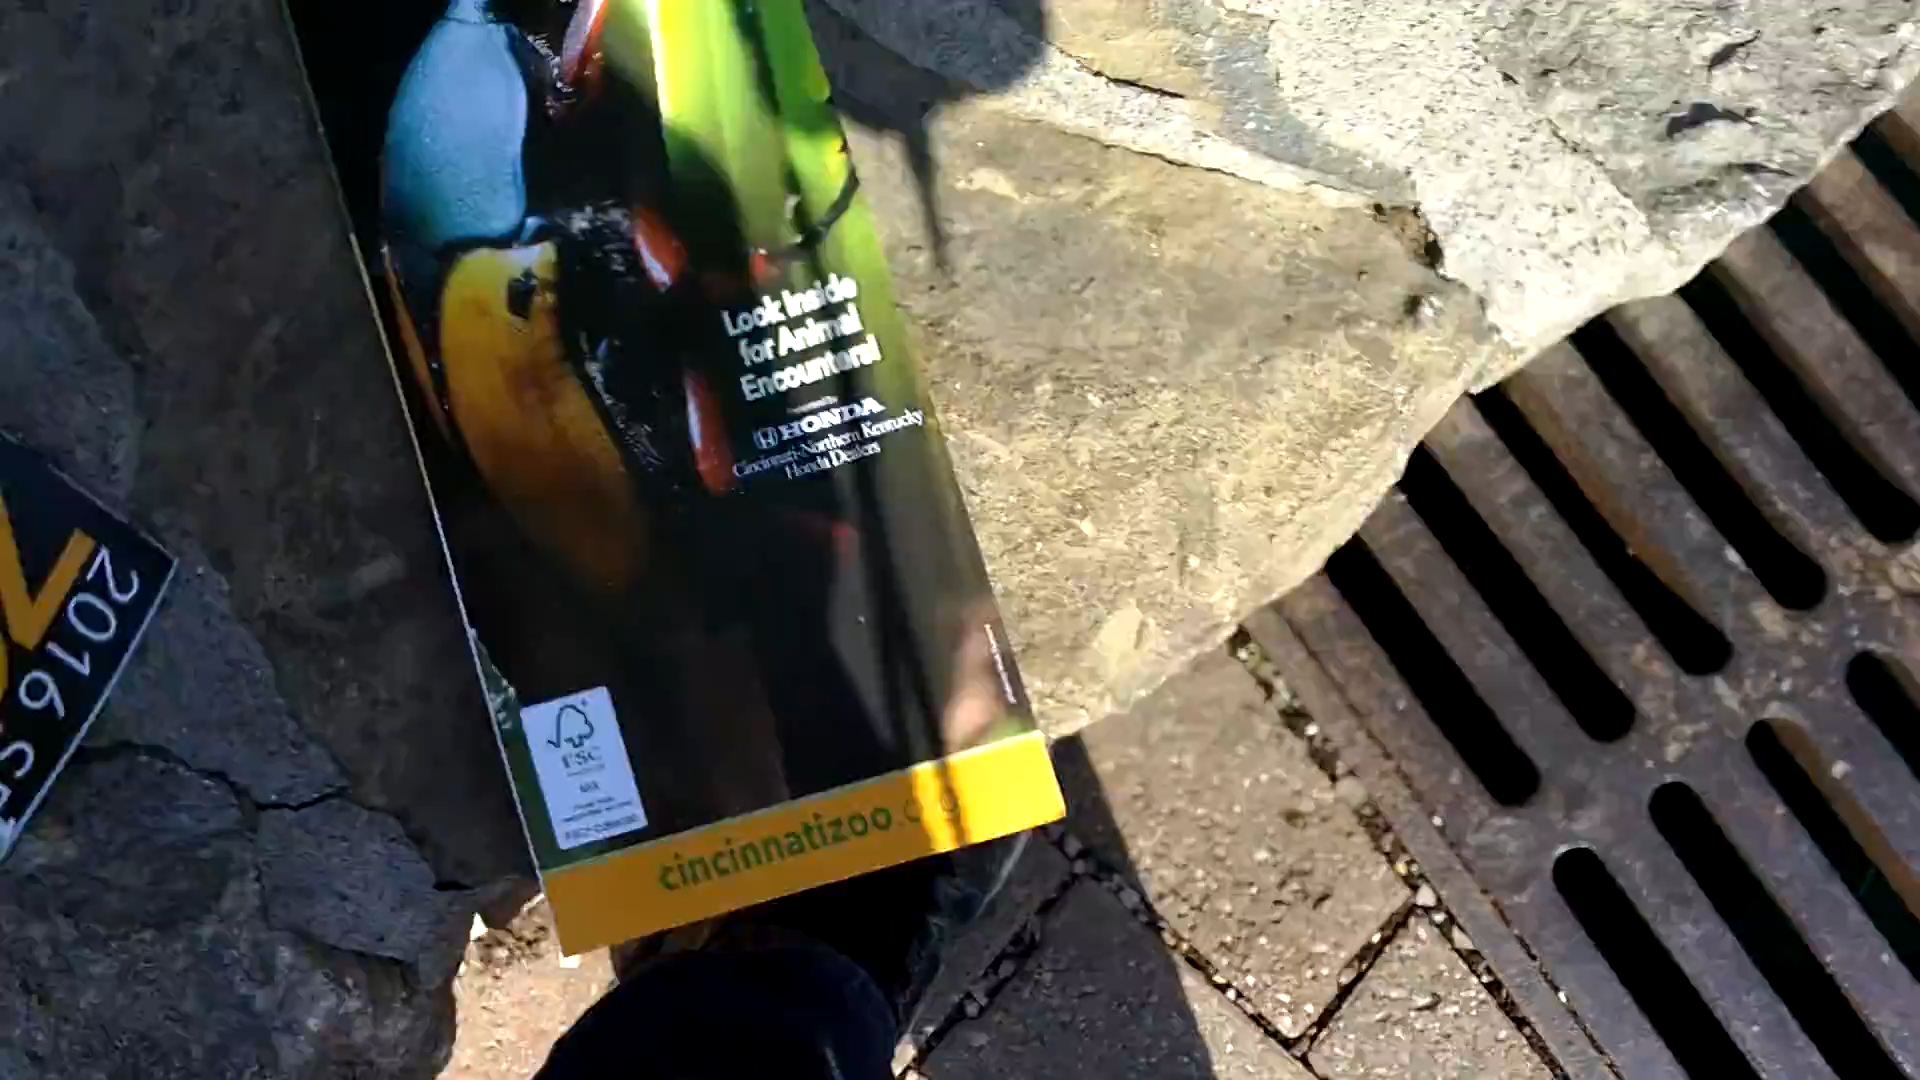 Look Inside
for Animal
Encounters!
HONDA
Cincinnati-Northern Kentucky
Honda Dealers
FSC
MIX
cincinnatizoo.org
2016